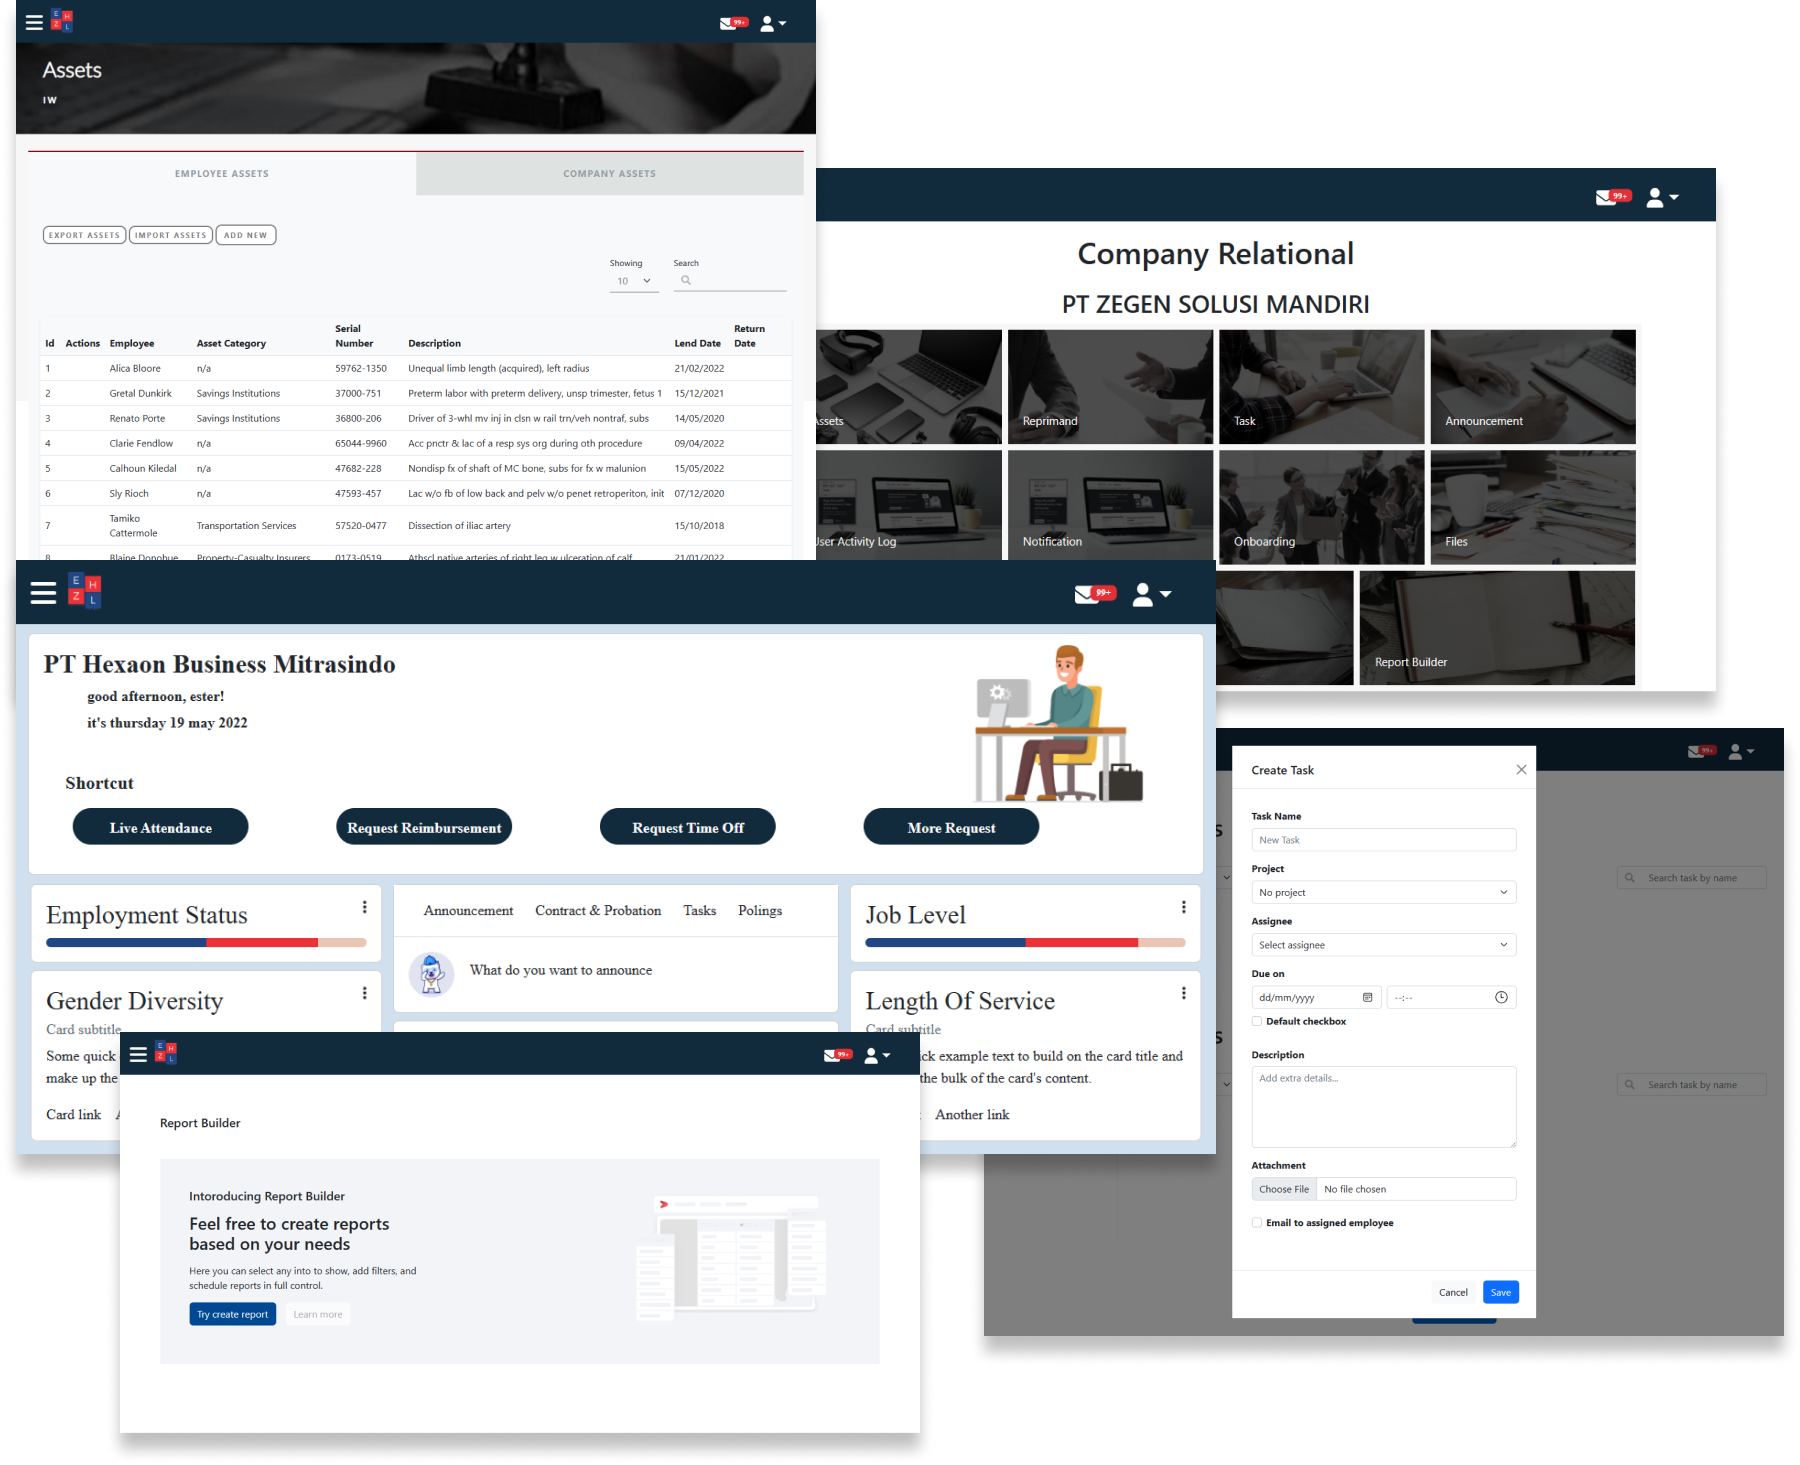 E H
Z L
99+
Assets
IW
EMPLOYEE ASSETS
COMPANY ASSETS
EXPORT ASSETS IMPORT ASSETS ADD NEW
Showing Search
10
Id Actions Employee Asset Category Serial Number Description Lend Date Return Date
1 Alica Bloore n/a 59762-1350 Unequal limb length (acquired), left radius 21/02/2022
2 Gretal Dunkirk Savings Institutions 37000-751 Preterm labor with preterm delivery, unsp trimester, fetus 1 15/12/2021
3 Renato Porte Savings Institutions 36800-206 Driver of 3-whl mv inj in clsn w rail trn/veh nontraf, subs 14/05/2020
4 Clarie Fendlow n/a 65044-9960 Acc pnctr & lac of a resp sys org during oth procedure 09/04/2022
5 Calhoun Kiledal n/a 47682-228 Nondisp fx of shaft of MC bone, subs for fx w malunion 15/05/2022
6 Sly Rioch n/a 47593-457 Lac w/o fb of low back and pelv w/o penet retroperiton, init 07/12/2020
7 Tamiko Cattermole Transportation Services 57520-0477 Dissection of iliac artery 15/10/2018
8 Blaine Donohue Property-Casualty Insurers 0173-0519 Athscl native arteries of right leg w ulceration of calf 21/01/2022
99+
Company Relational
PT ZEGEN SOLUSI MANDIRI
Assets Reprimand Task Announcement
User Activity Log Notification Onboarding Files
Report Builder
E H
Z L
99+
PT Hexaon Business Mitrasindo
good afternoon, ester!
it's thursday 19 may 2022
Shortcut
Live Attendance Request Reimbursement Request Time Off More Request
Employment Status
Announcement Contract & Probation Tasks Polings
What do you want to announce
Job Level
Gender Diversity
Card subtitle
Some quick
make up the
Card link
Length Of Service
Card subtitle
ck example text to build on the card title and
the bulk of the card's content.
Another link
99+
Create Task
Task Name
New Task
Project
No project
Assignee
Select assignee
Due on
dd/mm/yyyy --:--
Default checkbox
Description
Add extra details...
Attachment
Choose File No file chosen
Email to assigned employee
Cancel Save
S
Search task by name
S
Search task by name
E H
Z L
99+
Report Builder
Intoroducing Report Builder
Feel free to create reports
based on your needs
Here you can select any into to show, add filters, and
schedule reports in full control.
Try create report Learn more